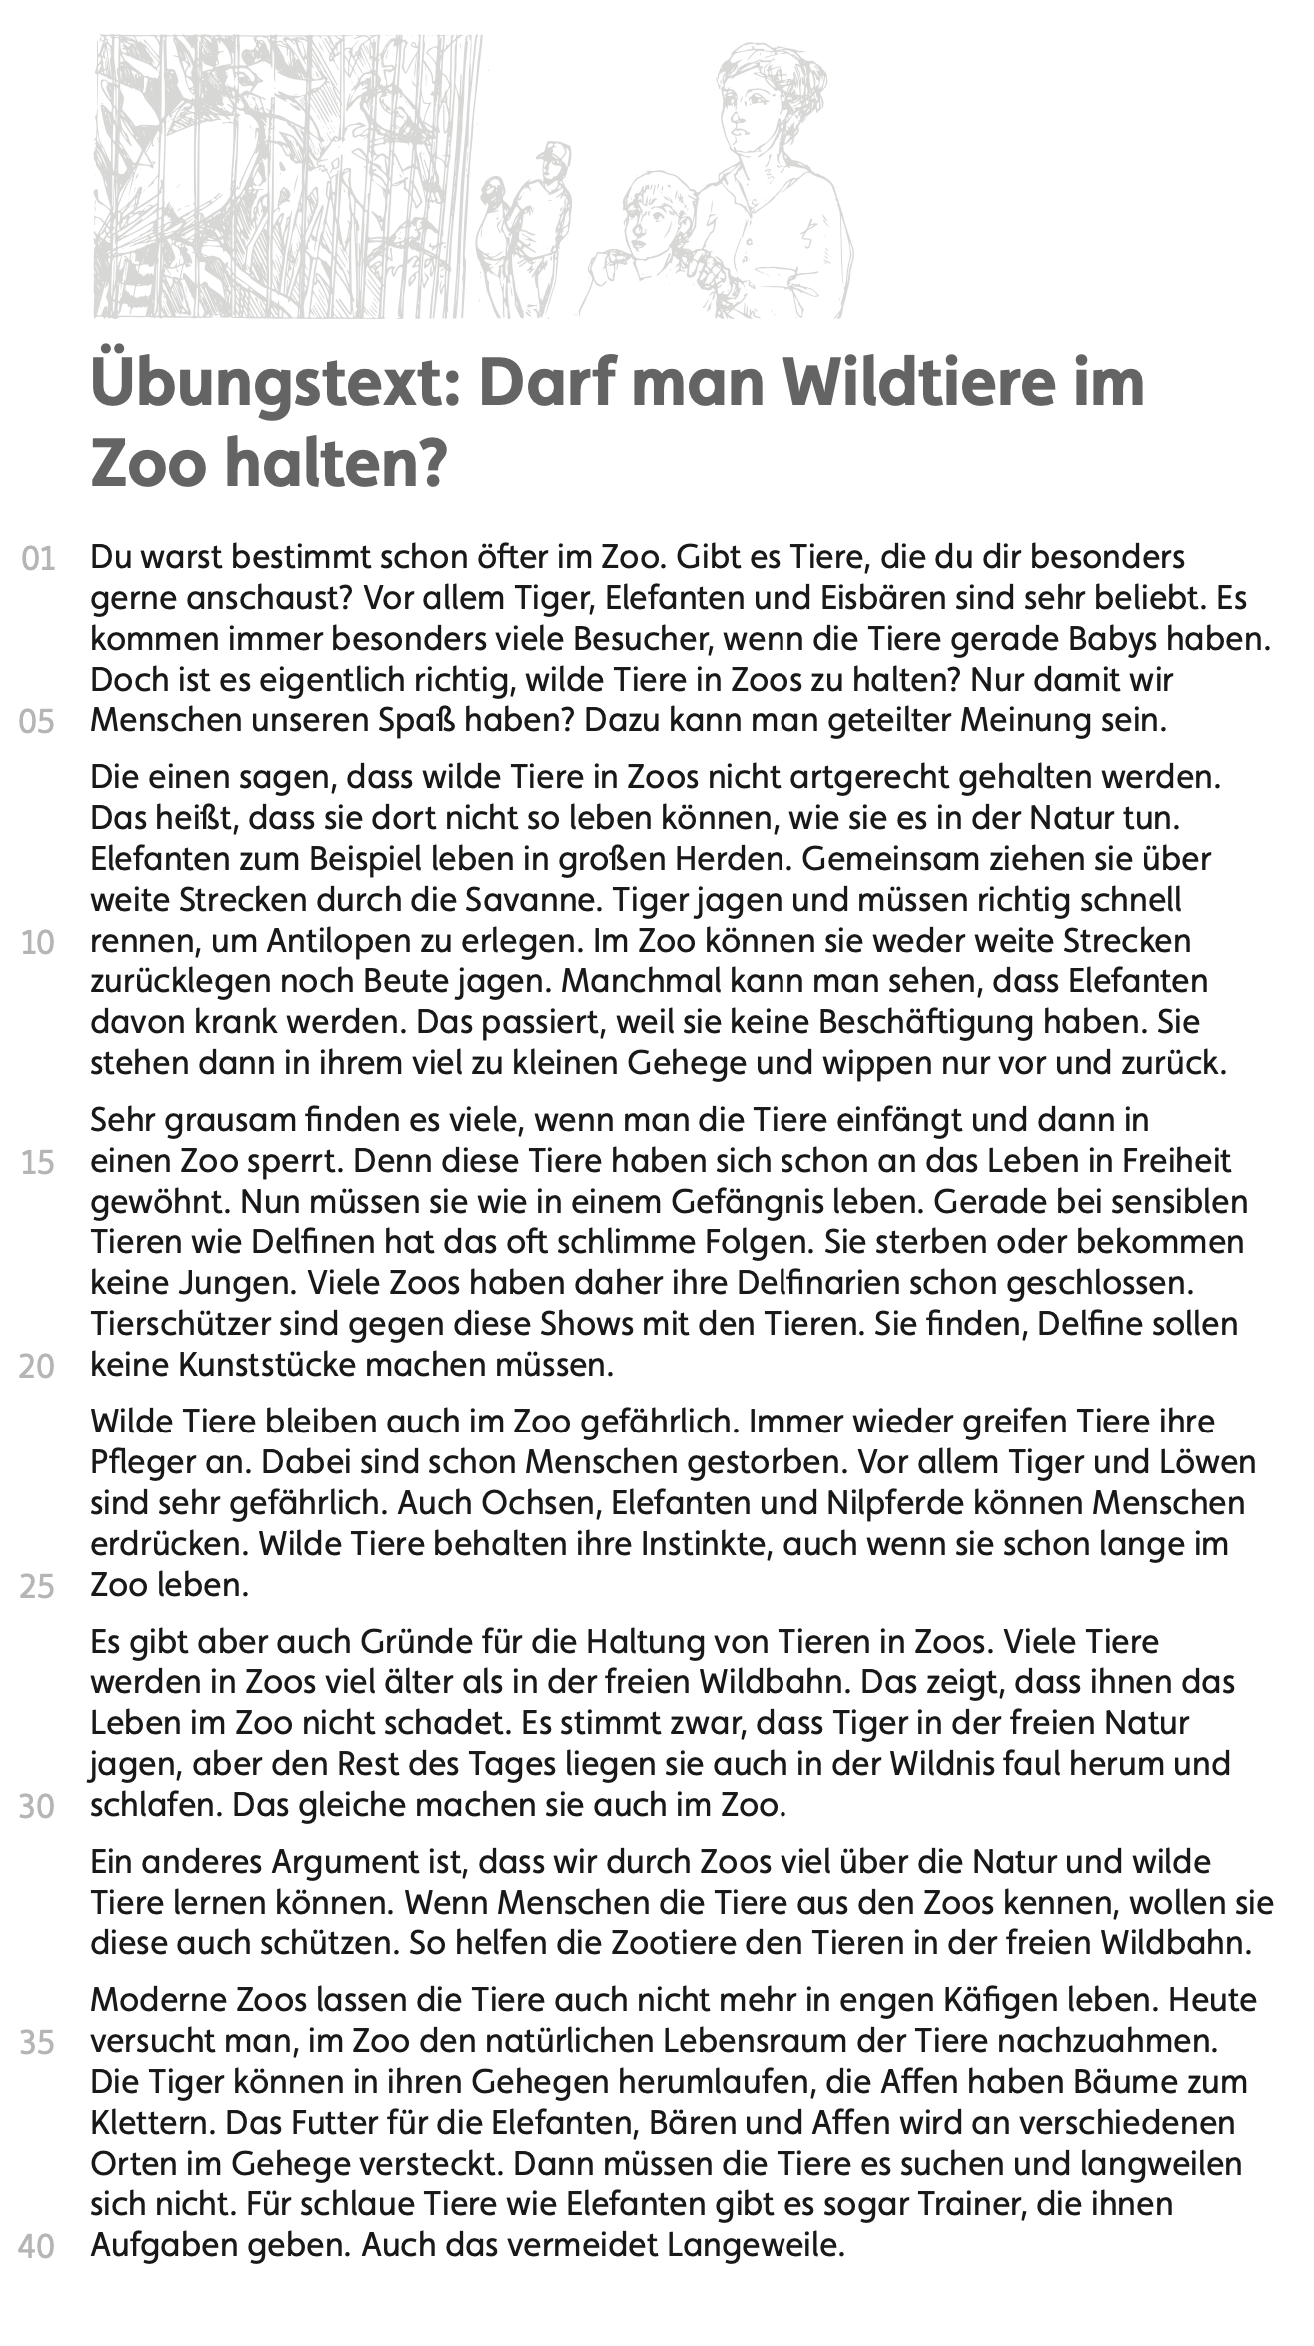 Übungstext: Darf man Wildtiere im
Zoo halten?
01 Du warst bestimmt schon öfter im Zoo. Gibt es Tiere, die du dir besonders
gerne anschaust? Vor allem Tiger, Elefanten und Eisbären sind sehr beliebt. Es
kommen immer besonders viele Besucher, wenn die Tiere gerade Babys haben.
Doch ist es eigentlich richtig, wilde Tiere in Zoos zu halten? Nur damit wir
05 Menschen unseren Spaß haben? Dazu kann man geteilter Meinung sein.
Die einen sagen, dass wilde Tiere in Zoos nicht artgerecht gehalten werden.
Das heißt, dass sie dort nicht so leben können, wie sie es in der Natur tun.
Elefanten zum Beispiel leben in großen Herden. Gemeinsam ziehen sie über
weite Strecken durch die Savanne. Tiger jagen und müssen richtig schnell
10 rennen, um Antilopen zu erlegen. Im Zoo können sie weder weite Strecken
zurücklegen noch Beute jagen. Manchmal kann man sehen, dass Elefanten
davon krank werden. Das passiert, weil sie keine Beschäftigung haben. Sie
stehen dann in ihrem viel zu kleinen Gehege und wippen nur vor und zurück.
Sehr grausam finden es viele, wenn man die Tiere einfängt und dann in
15 einen Zoo sperrt. Denn diese Tiere haben sich schon an das Leben in Freiheit
gewöhnt. Nun müssen sie wie in einem Gefängnis leben. Gerade bei sensiblen
Tieren wie Delfinen hat das oft schlimme Folgen. Sie sterben oder bekommen
keine Jungen. Viele Zoos haben daher ihre Delfinarien schon geschlossen.
Tierschützer sind gegen diese Shows mit den Tieren. Sie finden, Delfine sollen
20 keine Kunststücke machen müssen.
Wilde Tiere bleiben auch im Zoo gefährlich. Immer wieder greifen Tiere ihre
Pfleger an. Dabei sind schon Menschen gestorben. Vor allem Tiger und Löwen
sind sehr gefährlich. Auch Ochsen, Elefanten und Nilpferde können Menschen
erdrücken. Wilde Tiere behalten ihre Instinkte, auch wenn sie schon lange im
25 Zoo leben.
Es gibt aber auch Gründe für die Haltung von Tieren in Zoos. Viele Tiere
werden in Zoos viel älter als in der freien Wildbahn. Das zeigt, dass ihnen das
Leben im Zoo nicht schadet. Es stimmt zwar, dass Tiger in der freien Natur
jagen, aber den Rest des Tages liegen sie auch in der Wildnis faul herum und
30 schlafen. Das gleiche machen sie auch im Zoo.
Ein anderes Argument ist, dass wir durch Zoos viel über die Natur und wilde
Tiere lernen können. Wenn Menschen die Tiere aus den Zoos kennen, wollen sie
diese auch schützen. So helfen die Zootiere den Tieren in der freien Wildbahn.
Moderne Zoos lassen die Tiere auch nicht mehr in engen Käfigen leben. Heute
35 versucht man, im Zoo den natürlichen Lebensraum der Tiere nachzuahmen.
Die Tiger können in ihren Gehegen herumlaufen, die Affen haben Bäume zum
Klettern. Das Futter für die Elefanten, Bären und Affen wird an verschiedenen
Orten im Gehege versteckt. Dann müssen die Tiere es suchen und langweilen
sich nicht. Für schlaue Tiere wie Elefanten gibt es sogar Trainer, die ihnen
40 Aufgaben geben. Auch das vermeidet Langeweile.